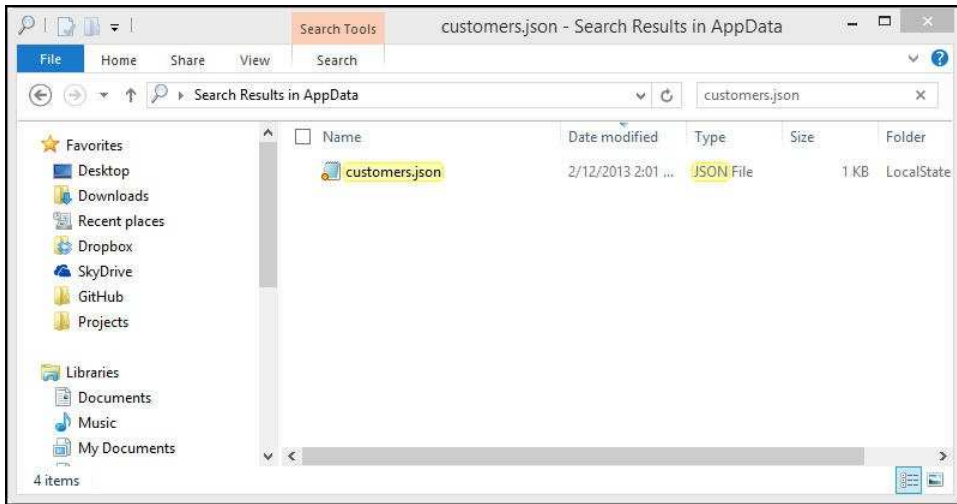 Search Tools
customers.json - Search Results in AppData
File Home Share View Search
Search Results in AppData
customers.json
Name Date modified Type Size Folder
customers.json 2/12/2013 2:01 ... JSON File 1 KB LocalState
Favorites
Desktop
Downloads
Recent places
Dropbox
SkyDrive
GitHub
Projects
Libraries
Documents
Music
My Documents
4 items